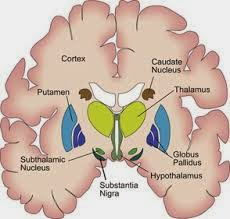 Cortex
Caudate
Nucleus
Putamen
Thalamus
Subthalamic
Nucleus
Globus
Pallidus
Substantia
Nigra
Hypothalamus